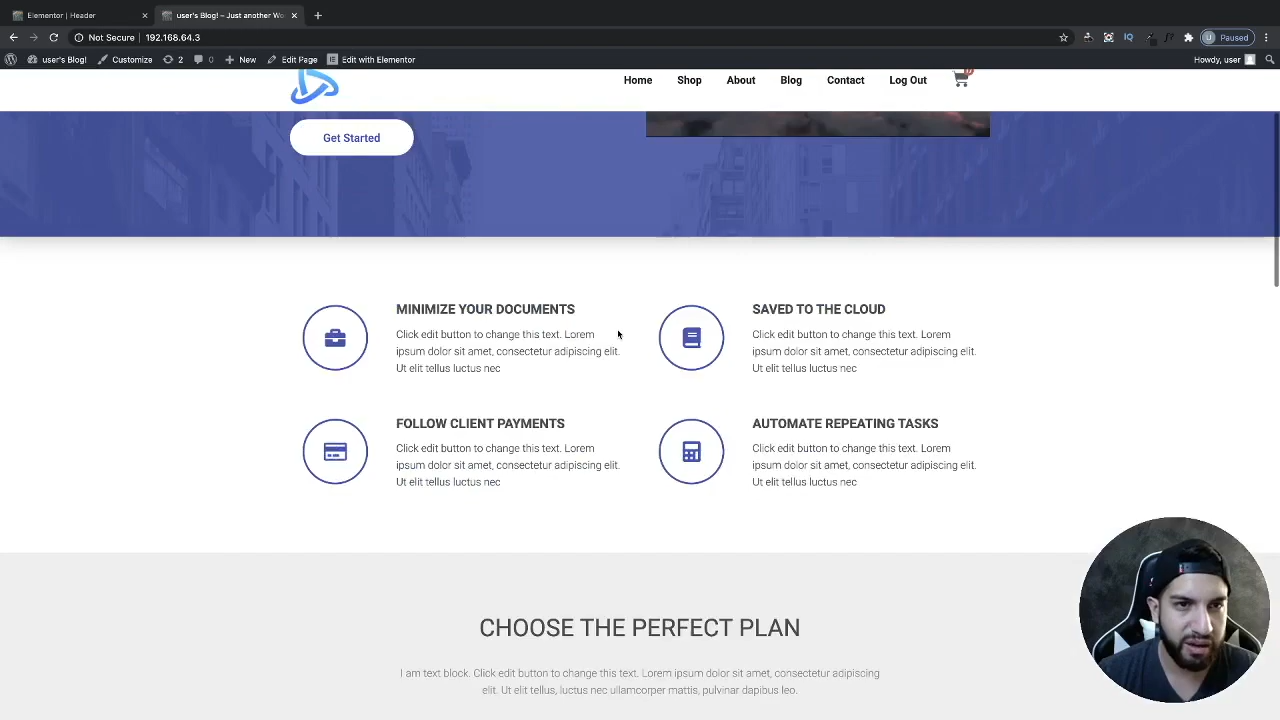 Elementor | Header
user's Blog! – Just another Wo
Not Secure | 192.168.64.3
IQ
f?
Paused
user's Blog!
Customize
2
0
New
Edit Page
Edit with Elementor
Howdy, user
Home
Shop
About
Blog
Contact
Log Out
Get Started
MINIMIZE YOUR DOCUMENTS
Click edit button to change this text. Lorem
ipsum dolor sit amet, consectetur adipiscing elit.
Ut elit tellus luctus nec
SAVED TO THE CLOUD
Click edit button to change this text. Lorem
ipsum dolor sit amet, consectetur adipiscing elit.
Ut elit tellus luctus nec
FOLLOW CLIENT PAYMENTS
Click edit button to change this text. Lorem
ipsum dolor sit amet, consectetur adipiscing elit.
Ut elit tellus luctus nec
AUTOMATE REPEATING TASKS
Click edit button to change this text. Lorem
ipsum dolor sit amet, consectetur adipiscing elit.
Ut elit tellus luctus nec
CHOOSE THE PERFECT PLAN
I am text block. Click edit button to change this text. Lorem ipsum dolor sit amet, consectetur adipiscing
elit. Ut elit tellus, luctus nec ullamcorper mattis, pulvinar dapibus leo.